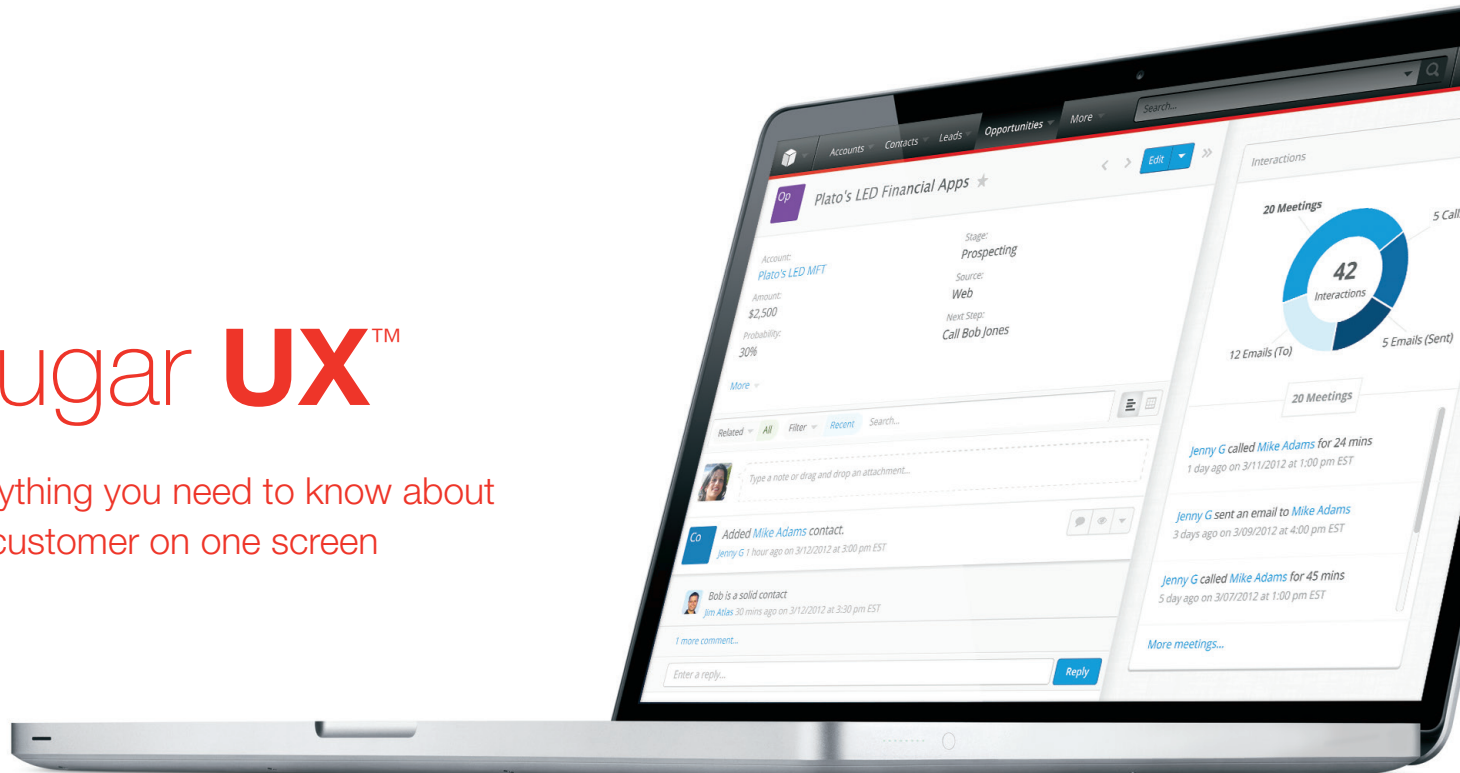 ugar UX™
ything you need to know about
customer on one screen
Accounts Contacts Leads Opportunities More Search...
Op Plato's LED Financial Apps
Edit
Account:
Plato's LED MFT
Amount:
$2,500
Probability:
30%
More
Stage:
Prospecting
Source:
Web
Next Step:
Call Bob Jones
Related All Filter Recent Search...
Type a note or drag and drop an attachment...
Co Added Mike Adams contact.
Jenny G 1 hour ago on 3/12/2012 at 3:00 pm EST
Bob is a solid contact
Jim Atlas 30 mins ago on 3/12/2012 at 3:30 pm EST
1 more comment...
Enter a reply... Reply
Interactions
20 Meetings
5 Call
42
Interactions
12 Emails (To)
5 Emails (Sent)
20 Meetings
Jenny G called Mike Adams for 24 mins
1 day ago on 3/11/2012 at 1:00 pm EST
Jenny G sent an email to Mike Adams
3 days ago on 3/09/2012 at 4:00 pm EST
Jenny G called Mike Adams for 45 mins
5 day ago on 3/07/2012 at 1:00 pm EST
More meetings...